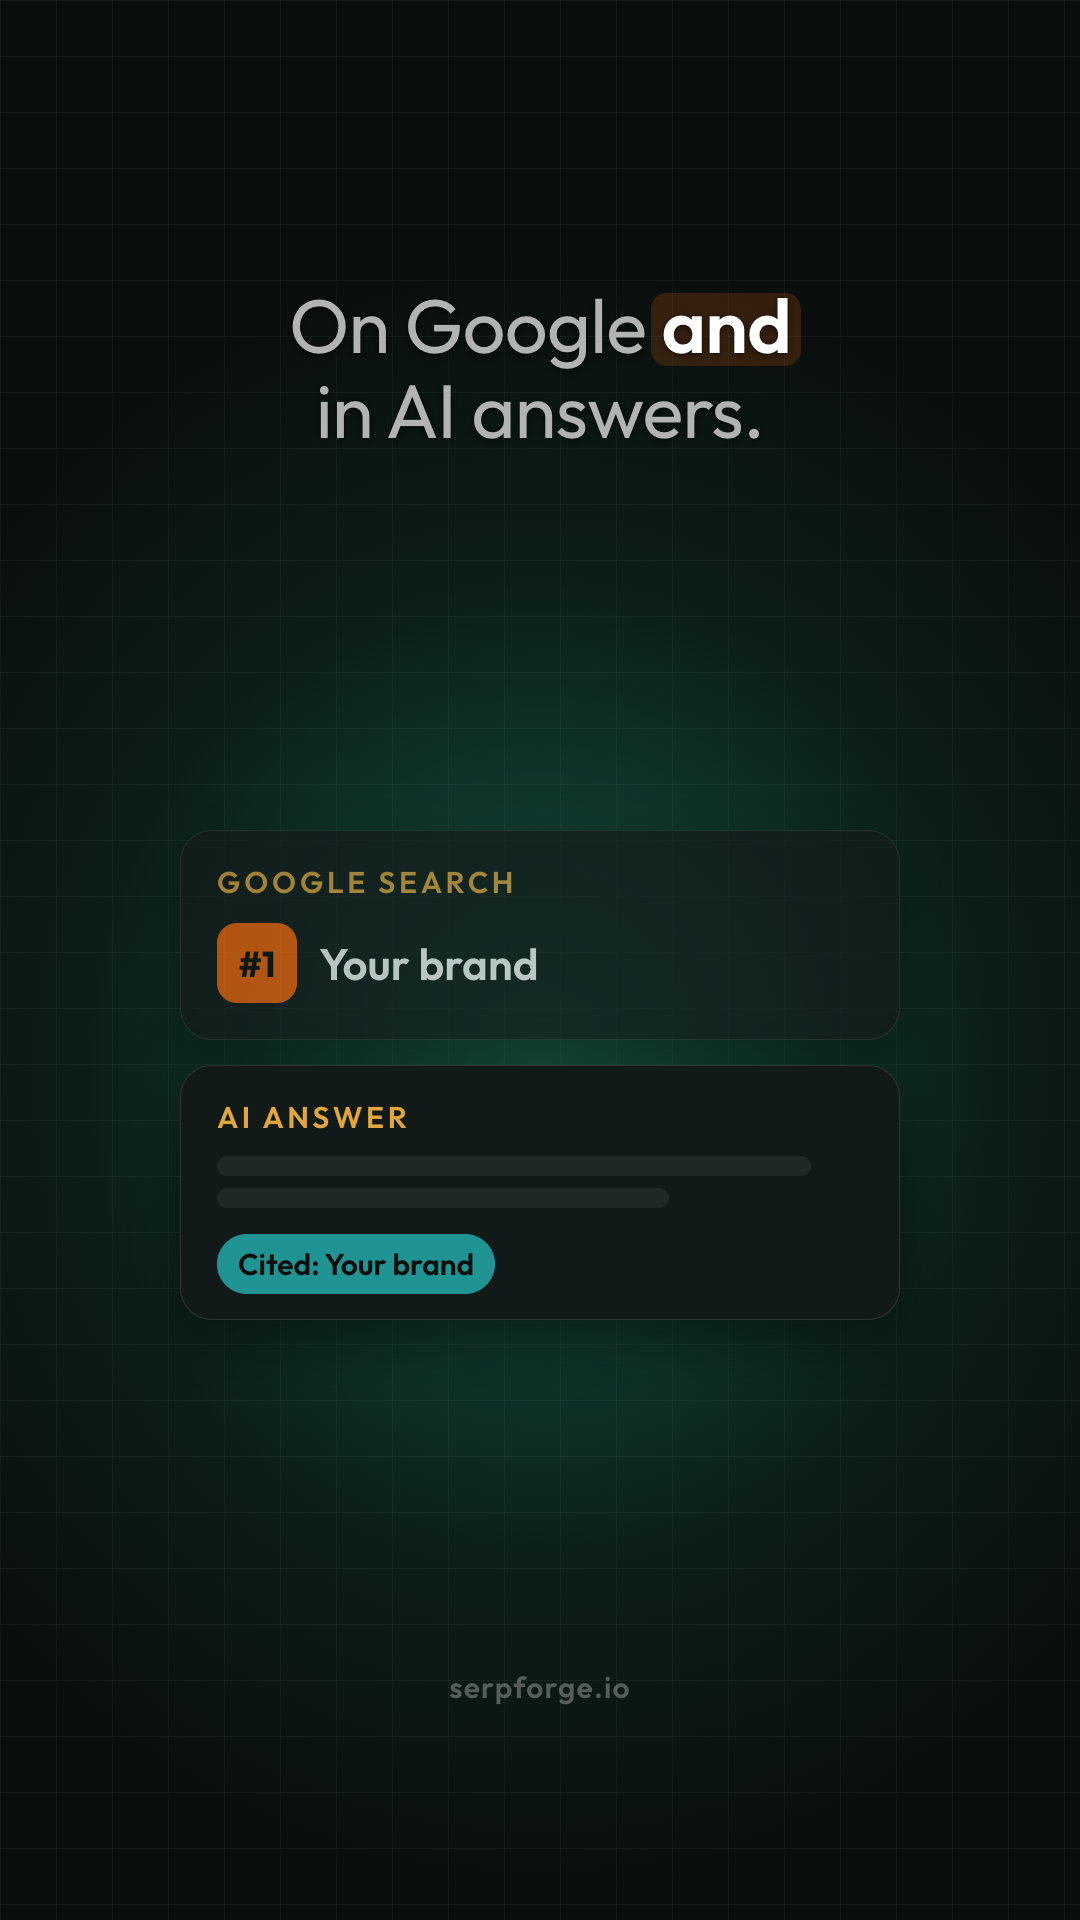 On Google and
in AI answers.
GOOGLE SEARCH
#1 Your brand
AI ANSWER
Cited: Your brand
serpforge.io